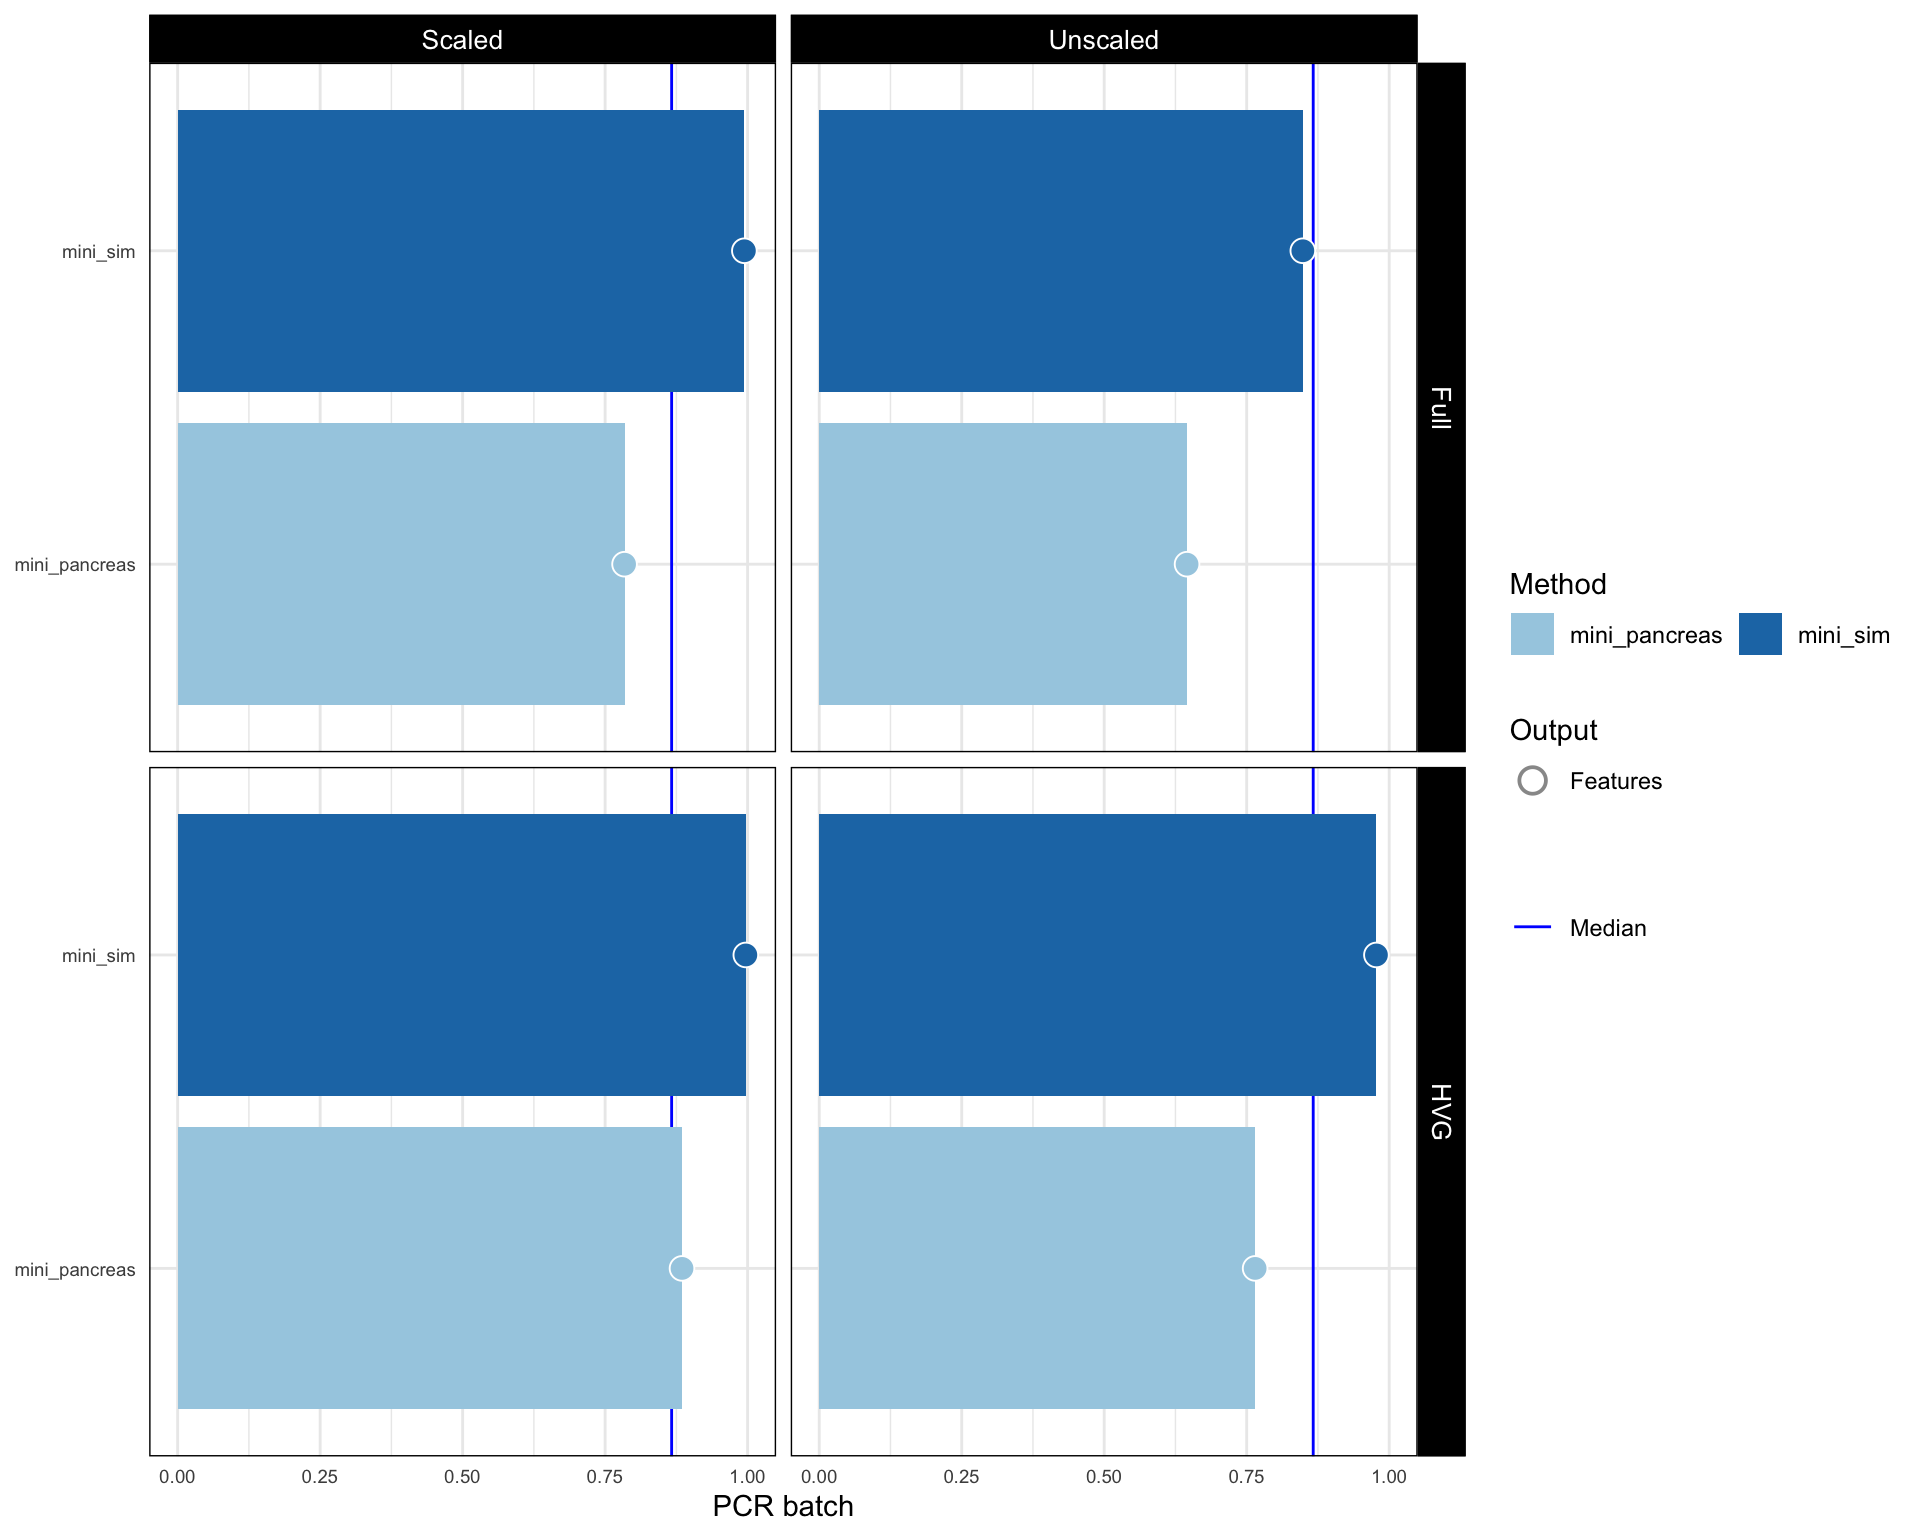 Scaled
Unscaled
mini_sim
mini_pancreas
Full
mini_sim
mini_pancreas
HVG
0.00 0.25 0.50 0.75 1.00
0.00 0.25 0.50 0.75 1.00
PCR batch
Method
mini_pancreas mini_sim
Output
Features
Median